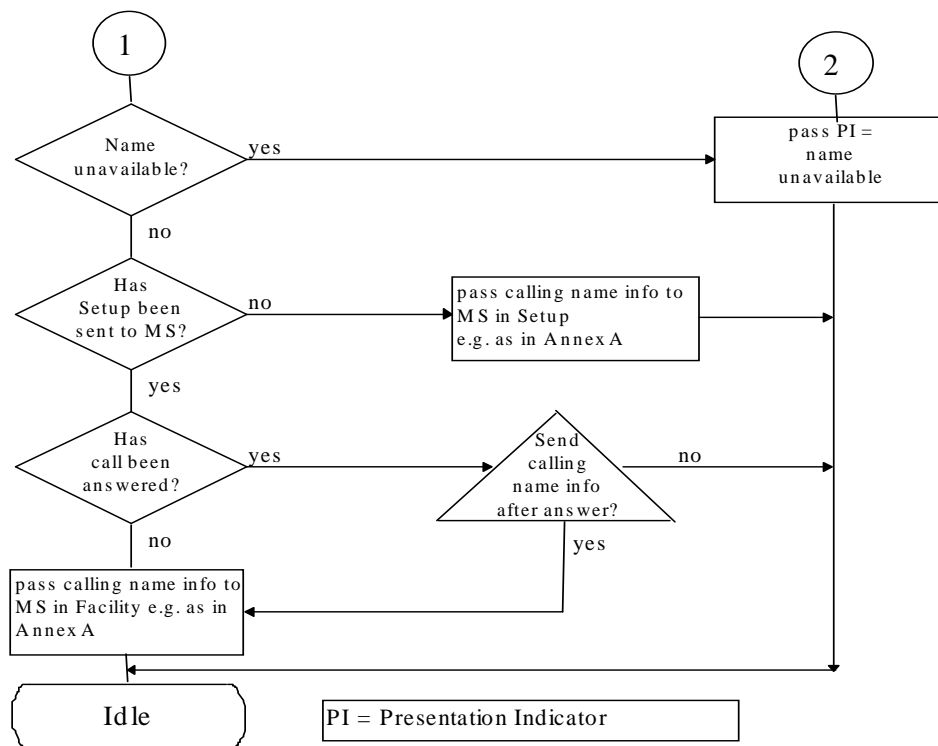 1
2
Name
unavailable?
yes
pass PI =
name
unavailable
no
Has
Setup been
sent to MS?
no
pass calling name info to
MS in Setup
e.g. as in Annex A
yes
Has
call been
answered?
yes
Send
calling
name info
after answer?
no
no
yes
pass calling name info to
MS in Facility e.g. as in
Annex A
Idle
PI = Presentation Indicator